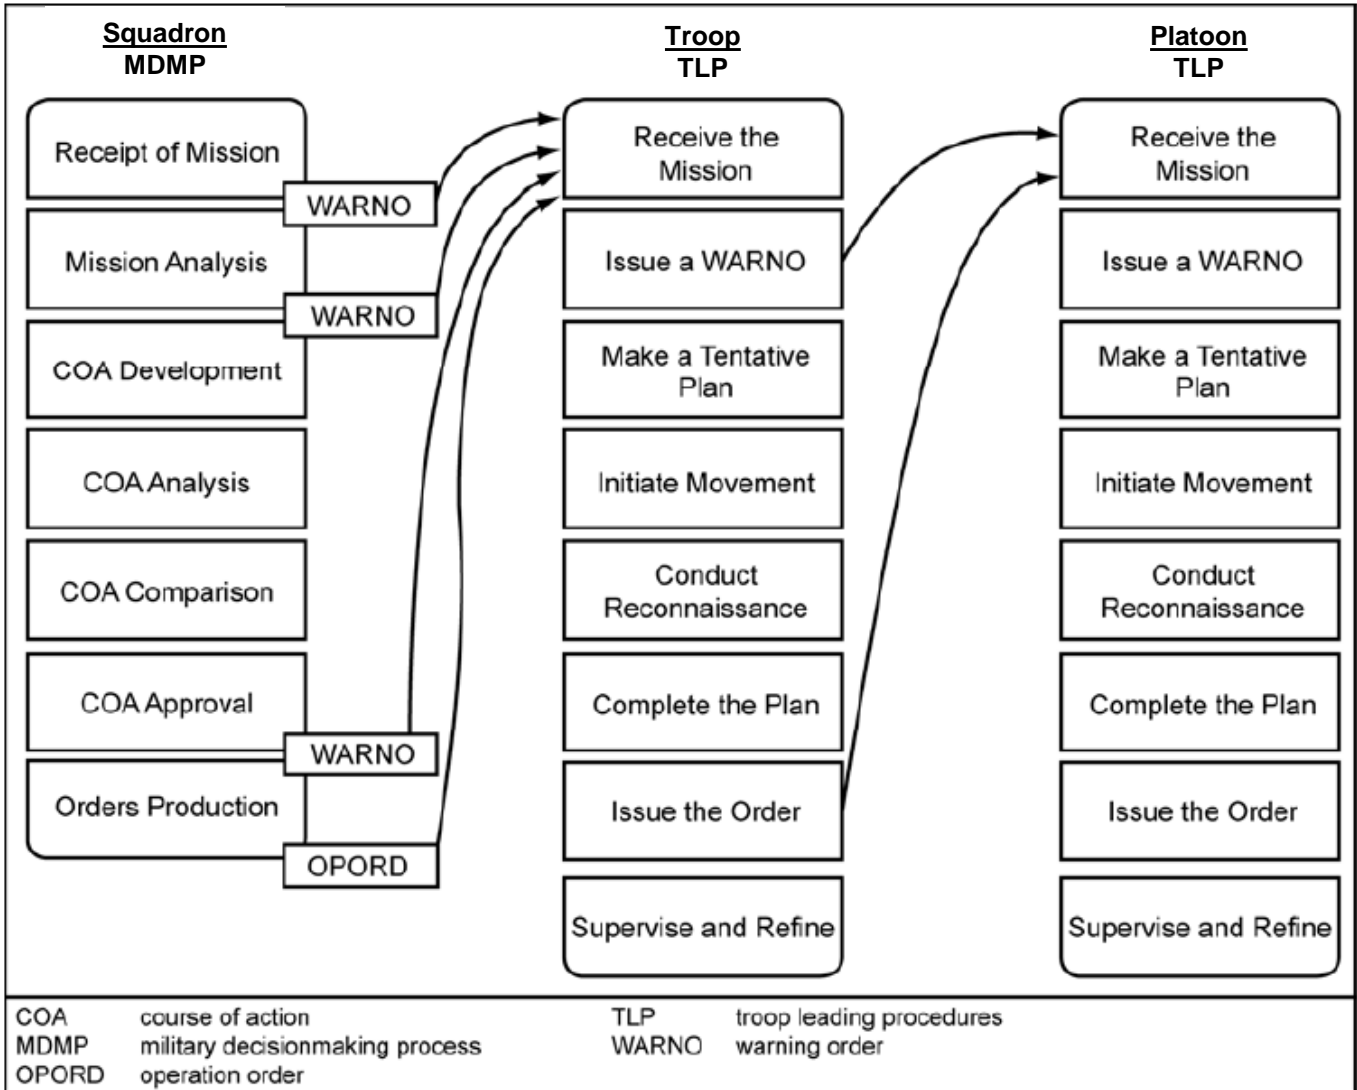 Squadron
MDMP
Receipt of Mission
WARNO
Mission Analysis
WARNO
COA Development
COA Analysis
COA Comparison
COA Approval
WARNO
Orders Production
OPORD
Troop
TLP
Receive the
Mission
Issue a WARNO
Make a Tentative
Plan
Initiate Movement
Conduct
Reconnaissance
Complete the Plan
Issue the Order
Supervise and Refine
Platoon
TLP
Receive the
Mission
Issue a WARNO
Make a Tentative
Plan
Initiate Movement
Conduct
Reconnaissance
Complete the Plan
Issue the Order
Supervise and Refine
COA course of action
MDMP military decisionmaking process
OPORD operation order
TLP troop leading procedures
WARNO warning order